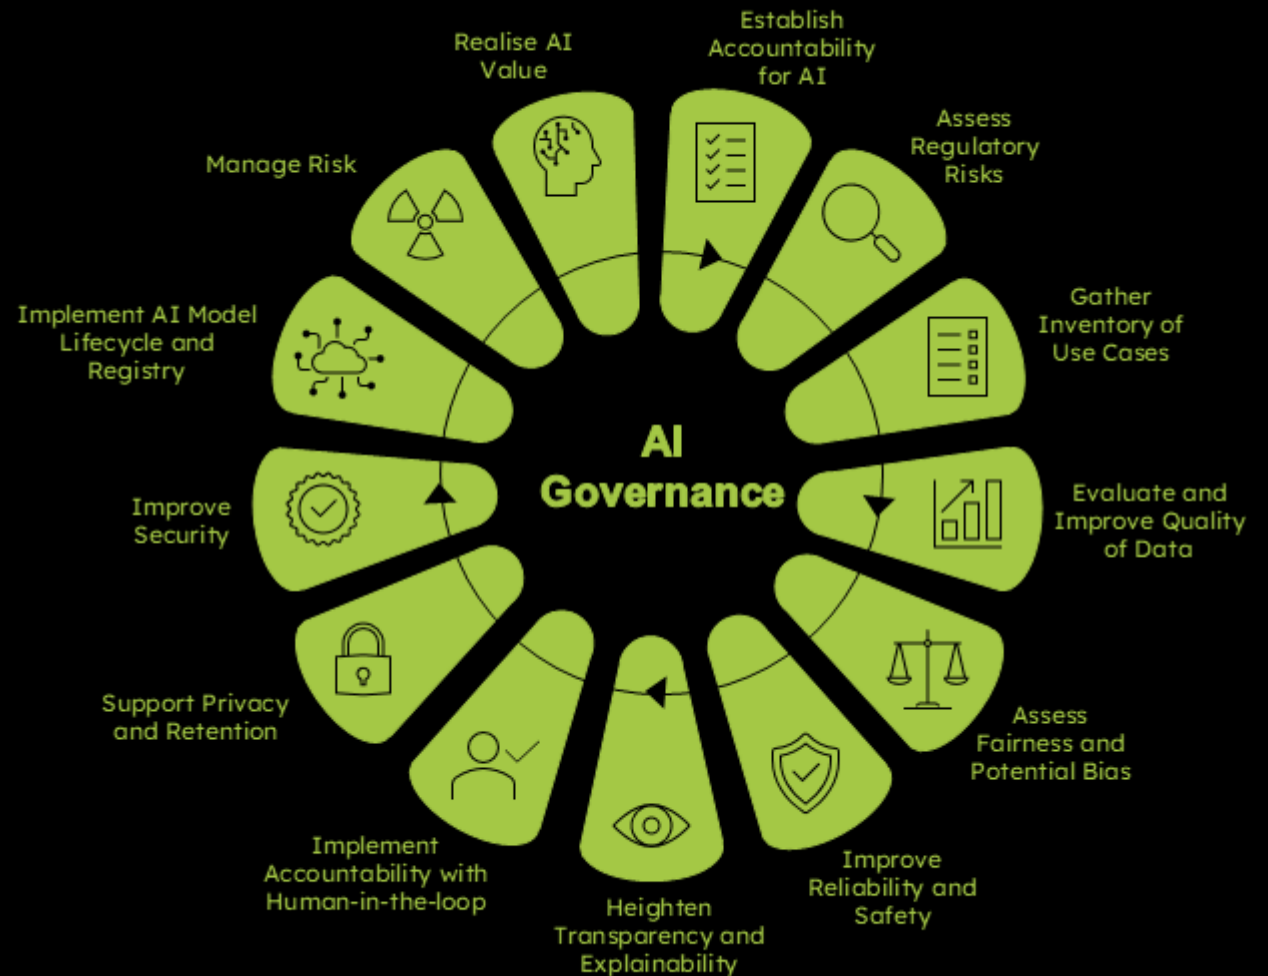 Establish
Accountability
for AI
Assess
Regulatory
Risks
Gather
Inventory of
Use Cases
Evaluate and
Improve Quality
of Data
Assess
Fairness and
Potential Bias
Improve
Reliability and
Safety
Heighten
Transparency and
Explainability
Implement
Accountability with
Human-in-the-loop
Support Privacy
and Retention
Improve
Security
Implement AI Model
Lifecycle and
Registry
Manage Risk
Realise AI
Value
AI
Governance